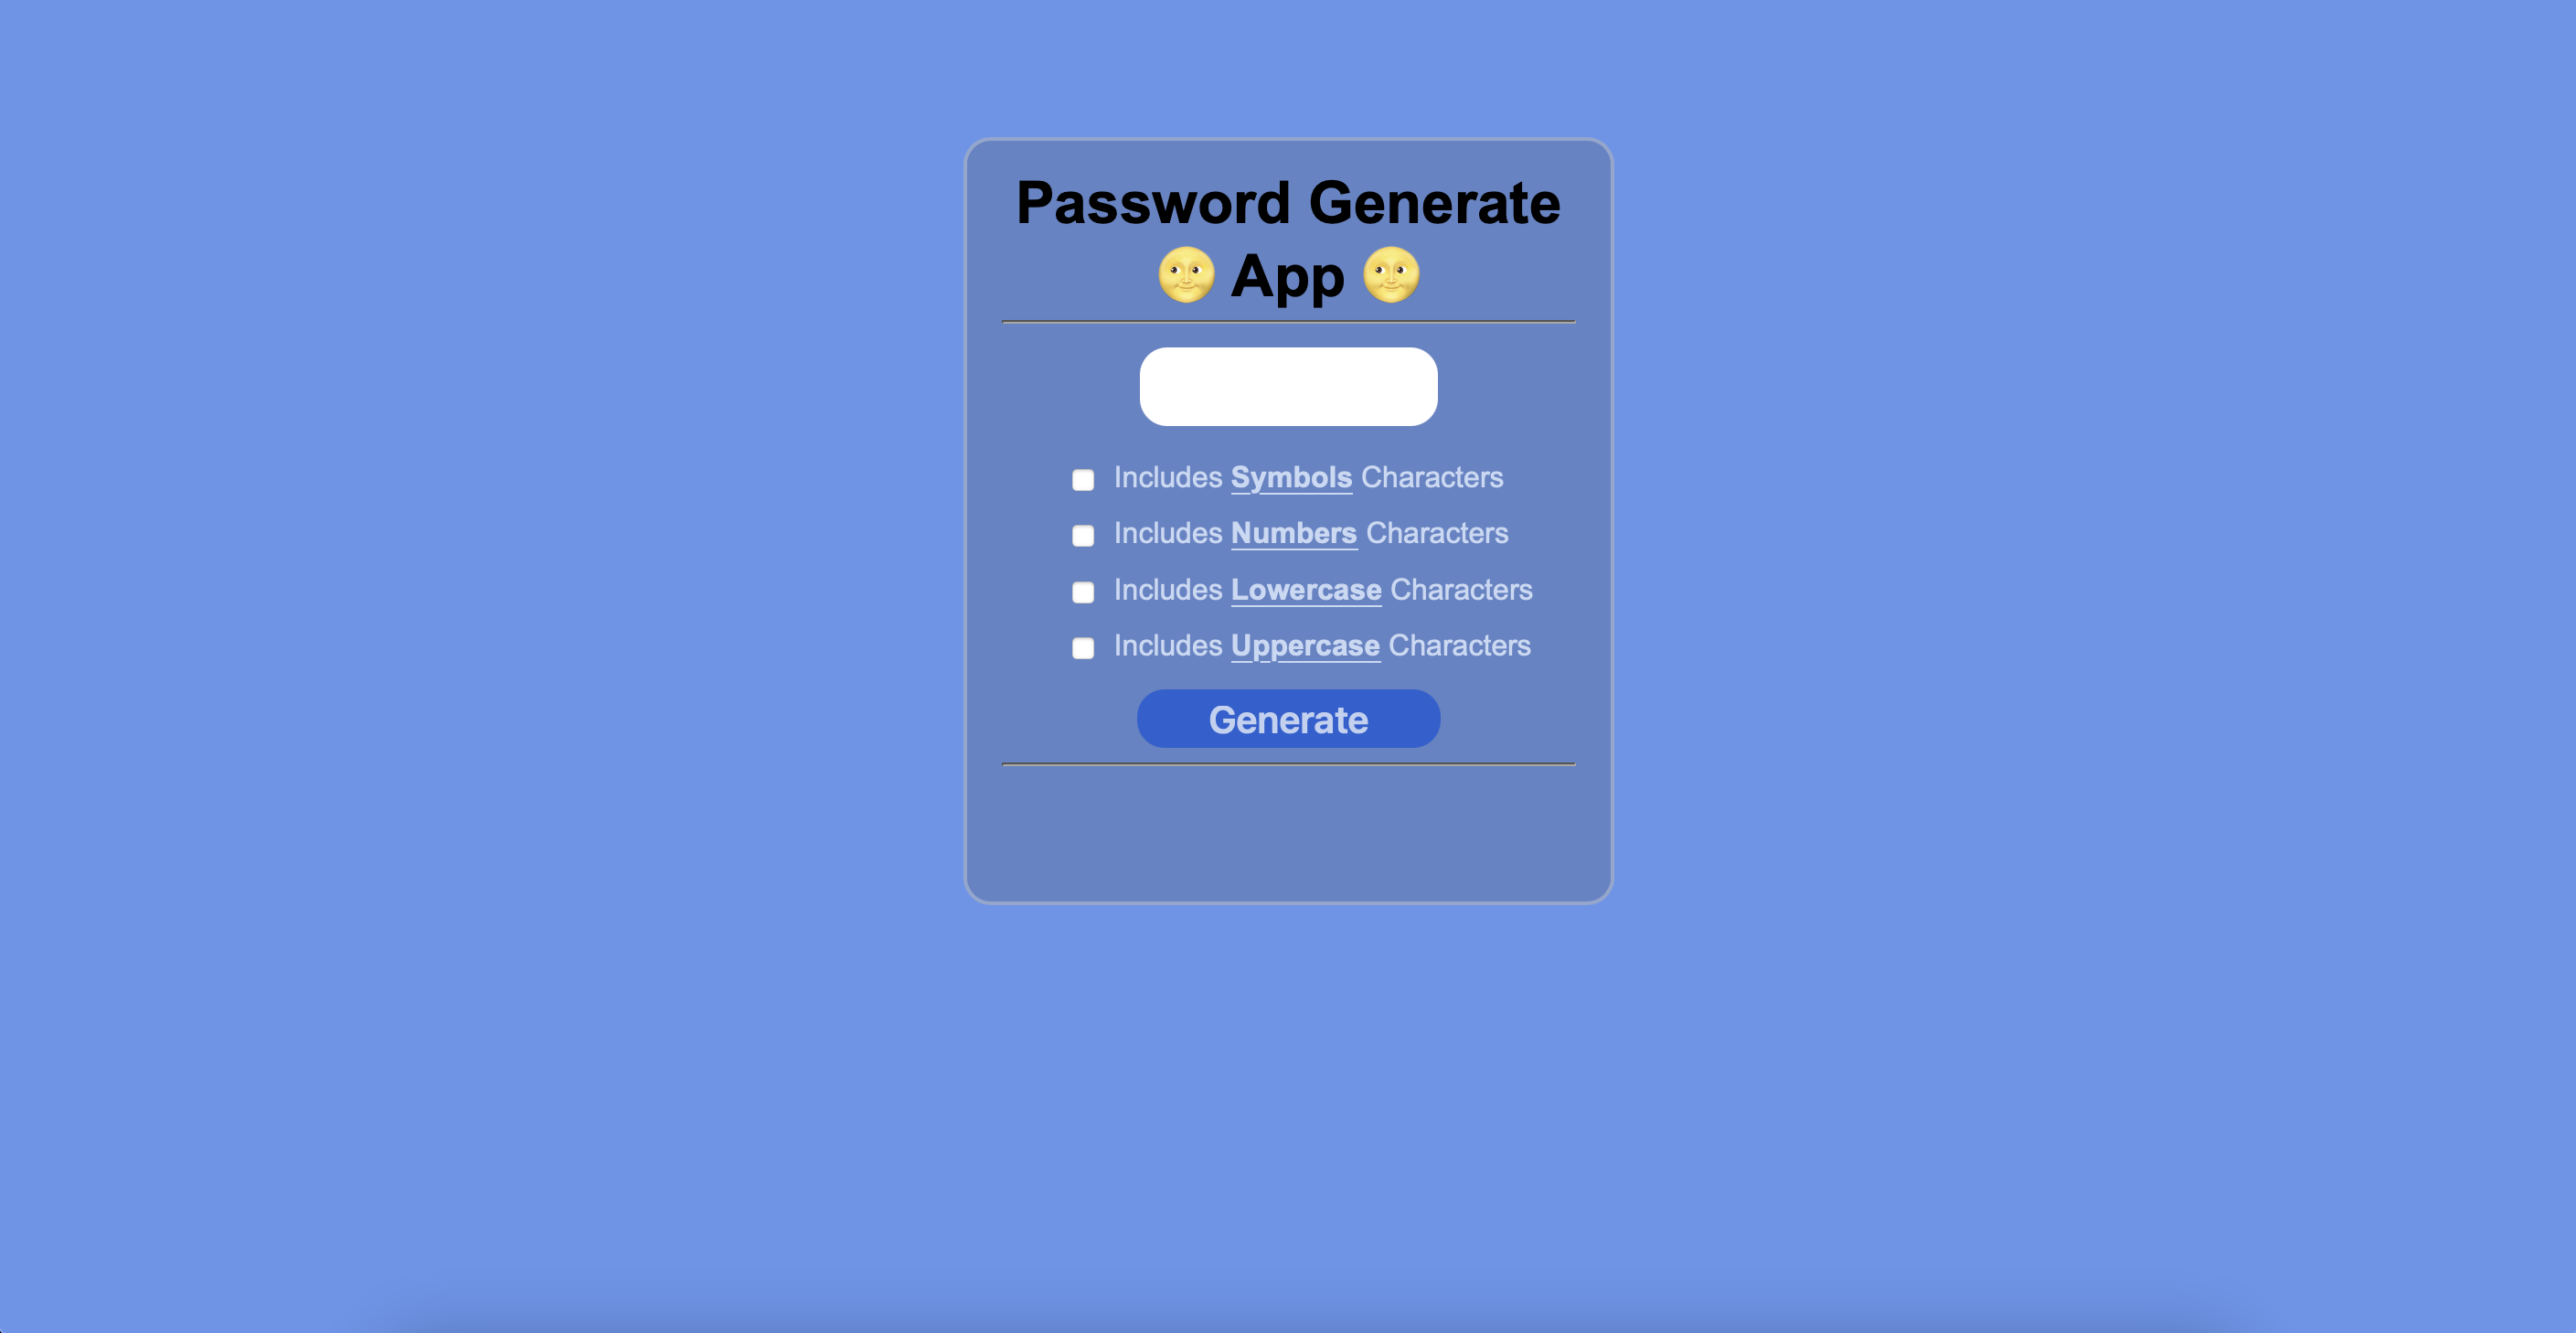 Password Generate
🌝 App 🌝
Includes Symbols Characters
Includes Numbers Characters
Includes Lowercase Characters
Includes Uppercase Characters
Generate